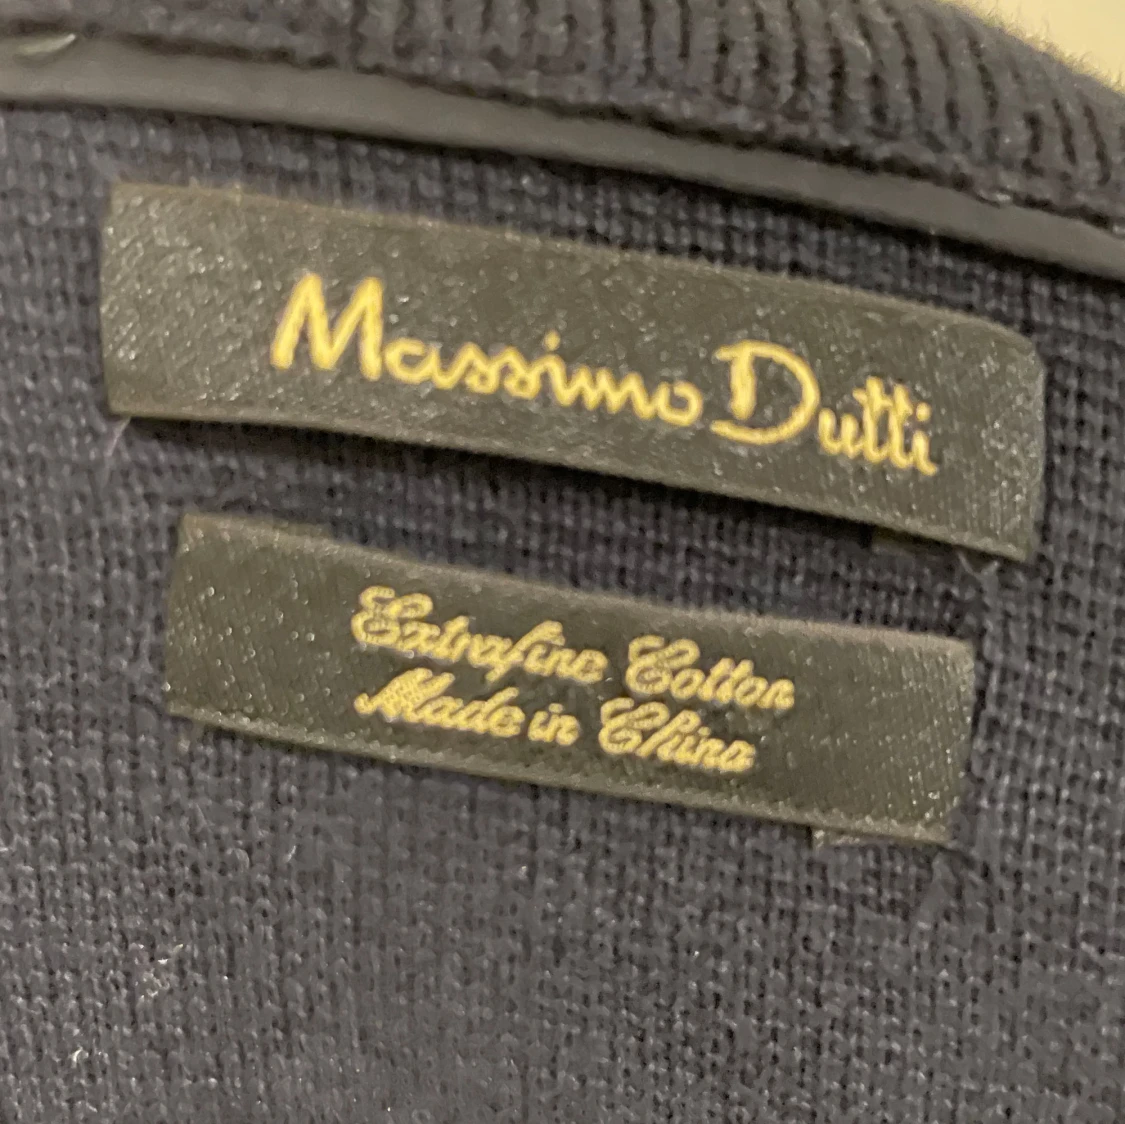 Massimo Dutti
Extrafine Cotton
Made in China